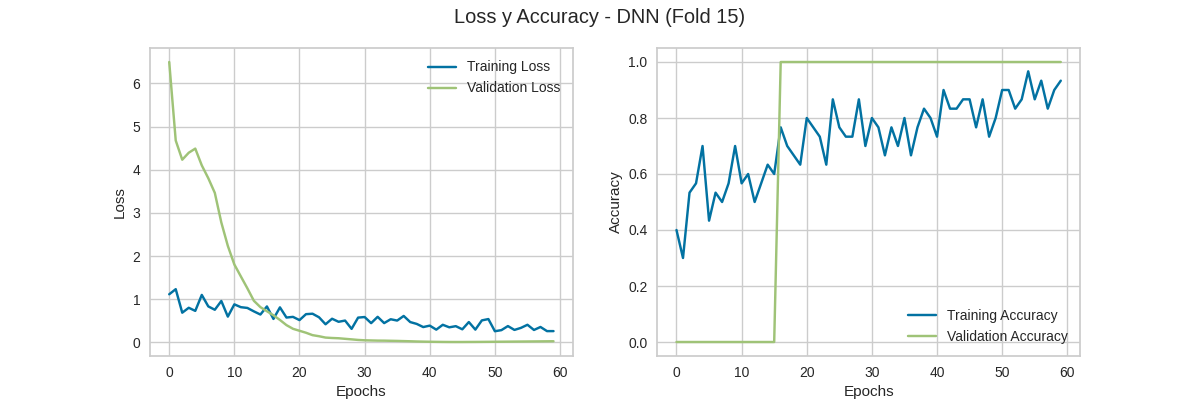 Loss y Accuracy - DNN (Fold 15)
Loss
6
5
4
3
2
1
0
Training Loss
Validation Loss
0 10 20 30 40 50 60
Epochs
Accuracy
1.0
0.8
0.6
0.4
0.2
0.0
Training Accuracy
Validation Accuracy
0 10 20 30 40 50 60
Epochs